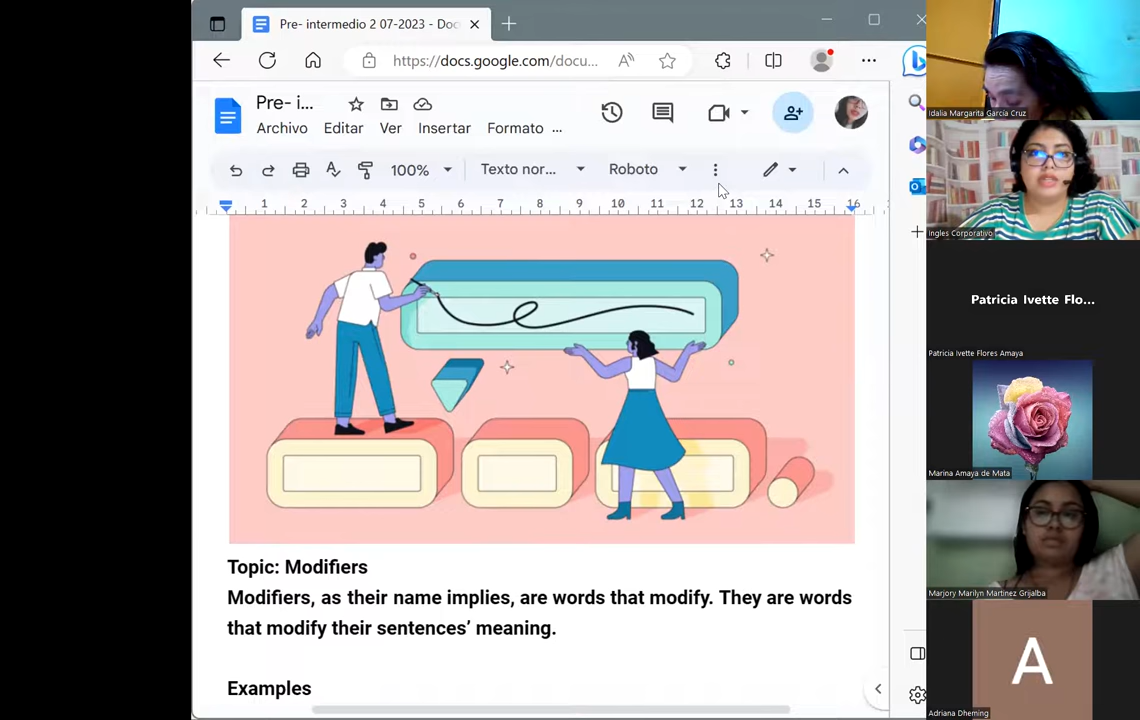 Pre- intermedio 2 07-2023 - Doc
https://docs.google.com/docu...
Pre- i...
Archivo Editar Ver Insertar Formato ...
100% Texto nor... Roboto
1 2 3 4 5 6 7 8 9 10 11 12 13 14 15 16
Topic: Modifiers
Modifiers, as their name implies, are words that modify. They are words
that modify their sentences’ meaning.
Examples
Idalia Margarita García Cruz
Ingles Corporativo
Patricia Ivette Flo...
Patricia Ivette Flores Amaya
Marina Amaya de Mata
Marjory Marilyn Martinez Grijalba
A
Adriana Dheming